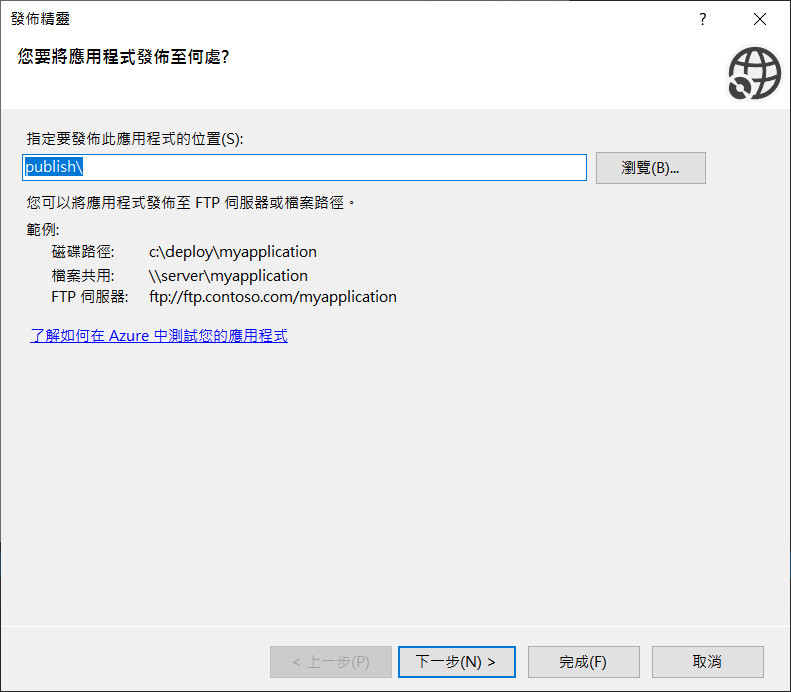 發佈精靈
?
您要將應用程式發佈至何處?
指定要發佈此應用程式的位置(S):
publish\
瀏覽(B)...
您可以將應用程式發佈至 FTP 伺服器或檔案路徑。
範例:
磁碟路徑: c:\deploy\myapplication
檔案共用: \\server\myapplication
FTP 伺服器: ftp://ftp.contoso.com/myapplication
了解如何在 Azure 中測試您的應用程式
< 上一步(P) 下一步(N) > 完成(F) 取消